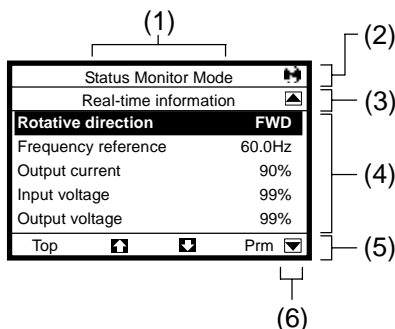 (1)
(2)
Status Monitor Mode
Real-time information
(3)
Rotative direction FWD
Frequency reference 60.0Hz
Output current 90%
(4)
Input voltage 99%
Output voltage 99%
Top Prm
(5)
(6)